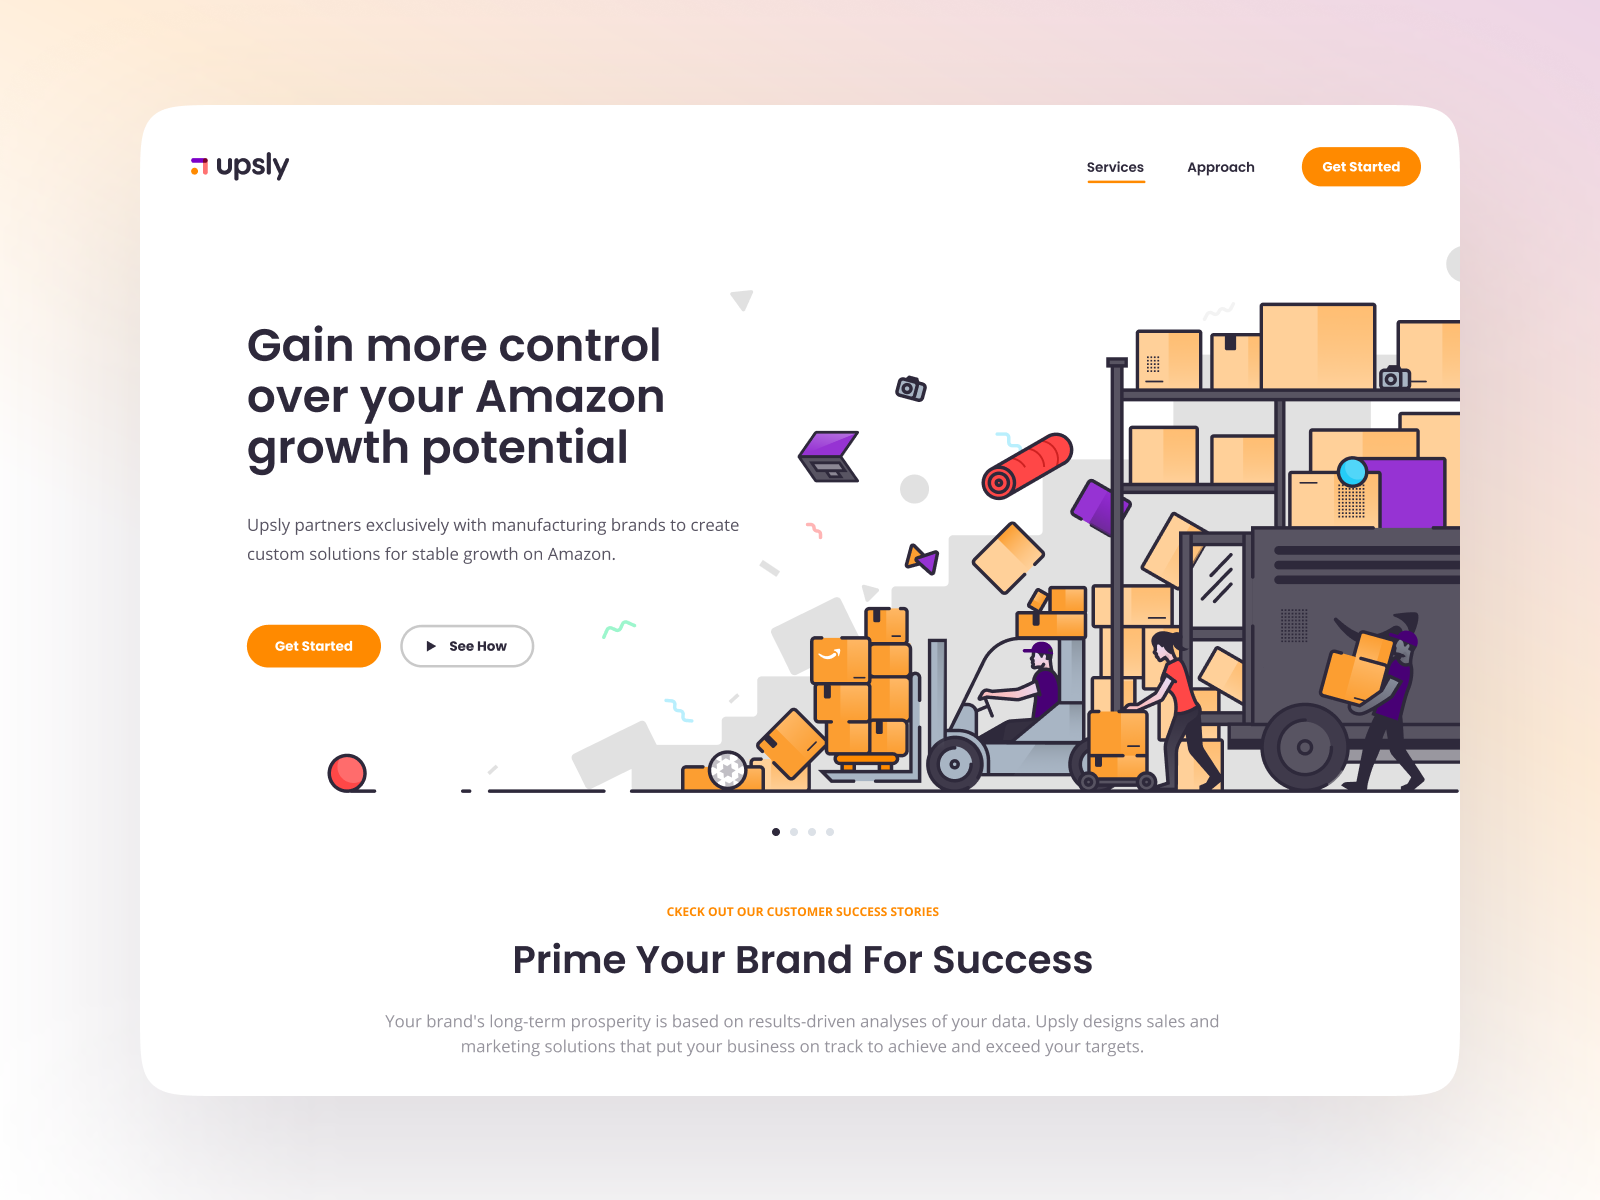 upsly
Services
Approach
Get Started
Gain more control
over your Amazon
growth potential
Upsly partners exclusively with manufacturing brands to create
custom solutions for stable growth on Amazon.
Get Started
See How
CKECK OUT OUR CUSTOMER SUCCESS STORIES
Prime Your Brand For Success
Your brand's long-term prosperity is based on results-driven analyses of your data. Upsly designs sales and
marketing solutions that put your business on track to achieve and exceed your targets.